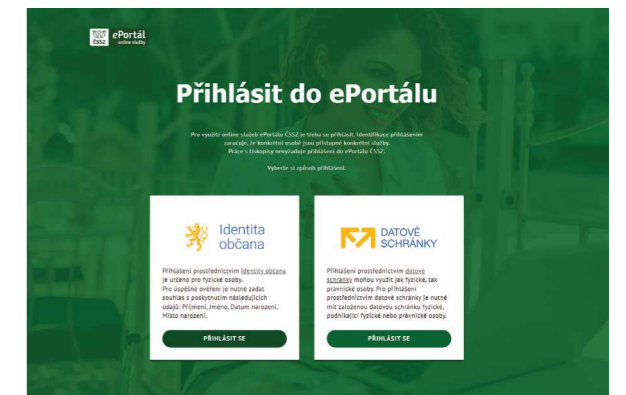 ČSSZ
ePortál
online služby
Přihlásit do ePortálu
Pro využití online služeb ePortálu ČSSZ je třeba se přihlásit. Identifikace přihlášením
zaručuje, že konkrétní osobě jsou přístupné konkrétní služby.
Práce s tiskopisy nevyžaduje přihlášení do ePortálu ČSSZ.
Vyberte si způsob přihlášení.
Identita
občana
Přihlášení prostřednictvím Identity občana
je určeno pro fyzické osoby.
Pro úspěšné ověření je nutné zadat
souhlas s poskytnutím následujících
údajů: Příjmení, Jméno, Datum narození,
Místo narození.
PŘIHLÁSIT SE
DATOVÉ
SCHRÁNKY
Přihlášení prostřednictvím datové
schránky mohou využít jak fyzické, tak
právnické osoby. Pro přihlášení
prostřednictvím datové schránky je nutné
mít založenou datovou schránku fyzické,
podnikající fyzické nebo právnické osoby.
PŘIHLÁSIT SE